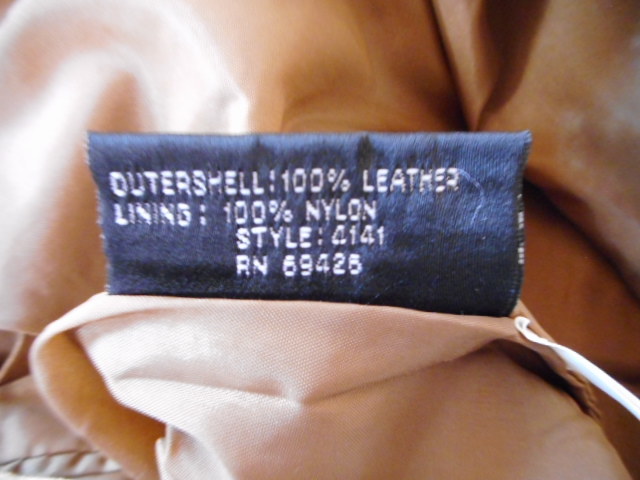 OUTERSHELL: 100% LEATHER
LINING: 100% NYLON
STYLE: 4141
RN 69426